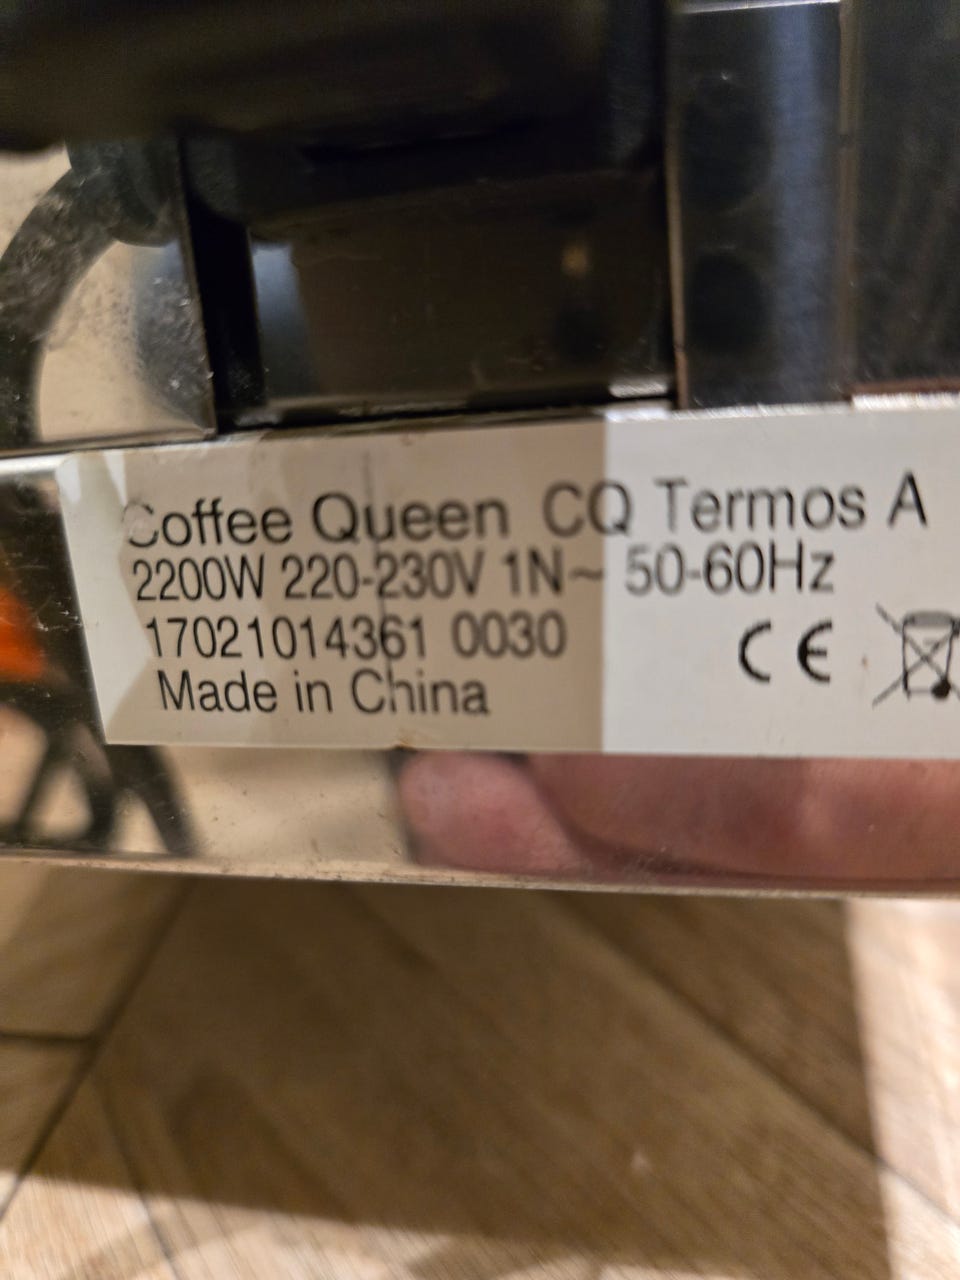 Coffee Queen CQ Termos A
2200W 220-230V 1N~ 50-60Hz
17021014361 0030
Made in China
CE